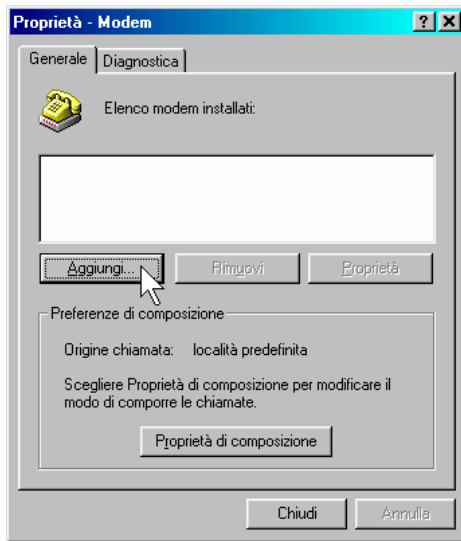 Proprietà - Modem
Generale
Diagnostica
Elenco modem installati:
Aggiungi...
Rimuovi
Proprietà
Preferenze di composizione
Origine chiamata: località predefinita
Scegliere Proprietà di composizione per modificare il
modo di comporre le chiamate.
Proprietà di composizione
Chiudi
Annulla